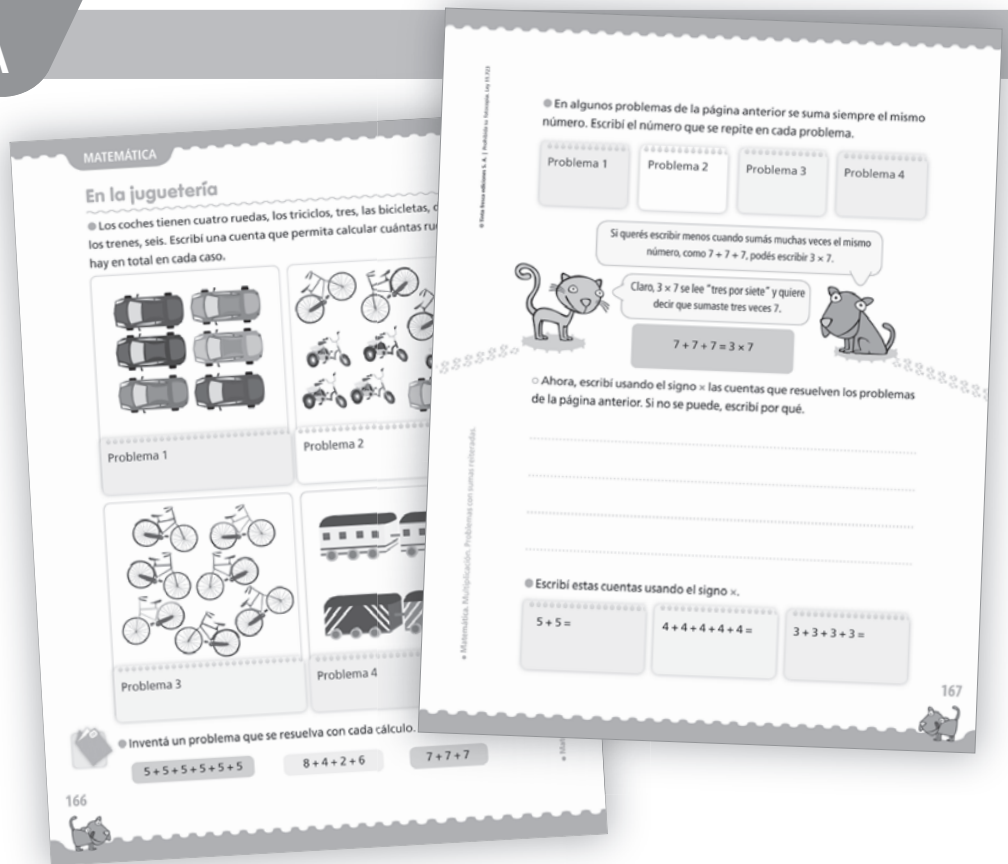 A
MATEMÁTICA
En la juguetería
Los coches tienen cuatro ruedas, los triciclos, tres, las bicicletas,
los trenes, seis. Escribí una cuenta que permita calcular cuántas
hay en total en cada caso.
Problema 1
Problema 2
Problema 3
Problema 4
Inventá un problema que se resuelva con cada cálculo.
5 + 5 + 5 + 5 + 5 + 5
8 + 4 + 2 + 6
7 + 7 + 7
166
En algunos problemas de la página anterior se suma siempre el mismo
número. Escribí el número que se repite en cada problema.
Problema 1
Problema 2
Problema 3
Problema 4
Si querés escribir menos cuando sumás muchas veces el mismo
número, como 7 + 7 + 7, podés escribir 3 × 7.
Claro, 3 × 7 se lee "tres por siete" y quiere
decir que sumaste tres veces 7.
7 + 7 + 7 = 3 × 7
Ahora, escribí usando el signo × las cuentas que resuelven los problemas
de la página anterior. Si no se puede, escribí por qué.
Escribí estas cuentas usando el signo ×.
5 + 5 =
4 + 4 + 4 + 4 + 4 =
3 + 3 + 3 + 3 =
Matemática. Multiplicación. Problemas con sumas reiteradas.
167